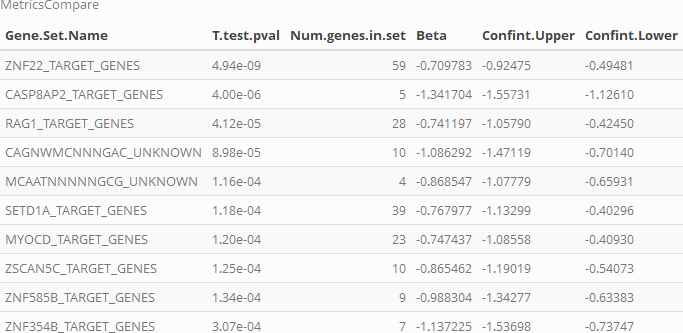 MetricsCompare
Gene.Set.Name T.test.pval Num.genes.in.set Beta Confint.Upper Confint.Lower
ZNF22_TARGET_GENES 4.94e-09 59 -0.709783 -0.92475 -0.49481
CASP8AP2_TARGET_GENES 4.00e-06 5 -1.341704 -1.55731 -1.12610
RAG1_TARGET_GENES 4.12e-05 28 -0.741197 -1.05790 -0.42450
CAGNWMCNNNGAC_UNKNOWN 8.98e-05 10 -1.086292 -1.47119 -0.70140
MCAATNNNNNGCG_UNKNOWN 1.16e-04 4 -0.868547 -1.07779 -0.65931
SETD1A_TARGET_GENES 1.18e-04 39 -0.767977 -1.13299 -0.40296
MYOCD_TARGET_GENES 1.20e-04 23 -0.747437 -1.08558 -0.40930
ZSCAN5C_TARGET_GENES 1.25e-04 10 -0.865462 -1.19019 -0.54073
ZNF585B_TARGET_GENES 1.34e-04 9 -0.988304 -1.34277 -0.63383
ZNF354B_TARGET_GENES 3.07e-04 7 -1.137225 -1.53698 -0.73747